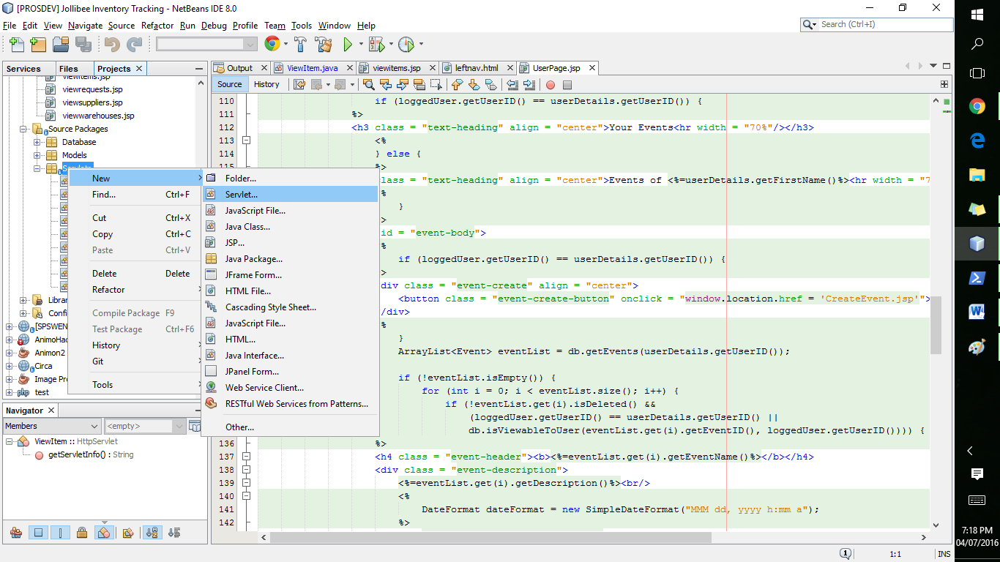 [PROSDEV] Jollibee Inventory Tracking - NetBeans IDE 8.0
File Edit View Navigate Source Refactor Run Debug Profile Team Tools Window Help
Search (Ctrl+I)
Services Files Projects
viewitems.jsp
viewrequests.jsp
viewsuppliers.jsp
viewwarehouses.jsp
Source Packages
Database
Models
Servlets
Librar
Confi
[SPSWEN
AnimoHac
Animon2
Circa
Image Pro
test
New
Find... Ctrl+F
Cut Ctrl+X
Copy Ctrl+C
Paste Ctrl+V
Delete Delete
Refactor
Compile Package F9
Test Package Ctrl+F6
History
Git
Tools
Folder...
Servlet...
JavaScript File...
Java Class...
JSP...
Java Package...
JFrame Form...
HTML File...
Cascading Style Sheet...
JavaScript File...
HTML...
Java Interface...
JPanel Form...
Web Service Client...
RESTful Web Services from Patterns...
Other...
Navigator
Members
<empty>
ViewItem :: HttpServlet
getServletInfo() : String
Output ViewItem.java viewitems.jsp leftnav.html UserPage.jsp
Source History
110 if (loggedUser.getUserID() == userDetails.getUserID()) {
111 %>
112 <h3 class = "text-heading" align = "center">Your Events<hr width = "70%"/></h3>
113 <%
114 } else {
115 %>
class = "text-heading" align = "center">Events of <%=userDetails.getFirstName()%><hr width = "7
%
}
>
id = "event-body">
%
if (loggedUser.getUserID() == userDetails.getUserID()) {
>
div class = "event-create" align = "center">
<button class = "event-create-button" onclick = "window.location.href = 'CreateEvent.jsp'">
/div>
%
}
ArrayList<Event> eventList = db.getEvents(userDetails.getUserID());
if (!eventList.isEmpty()) {
for (int i = 0; i < eventList.size(); i++) {
if (!eventList.get(i).isDeleted() &&
(loggedUser.getUserID() == userDetails.getUserID() ||
db.isViewableToUser(eventList.get(i).getEventID(), loggedUser.getUserID()))) {
136 %>
137 <h4 class = "event-header"><b><%=eventList.get(i).getEventName()%></b></h4>
138 <div class = "event-description">
139 <%=eventList.get(i).getDescription()%><br/>
140 <%
141 DateFormat dateFormat = new SimpleDateFormat("MMM dd, yyyy h:mm a");
142 %>
1:1 INS
7:18 PM
04/07/2016